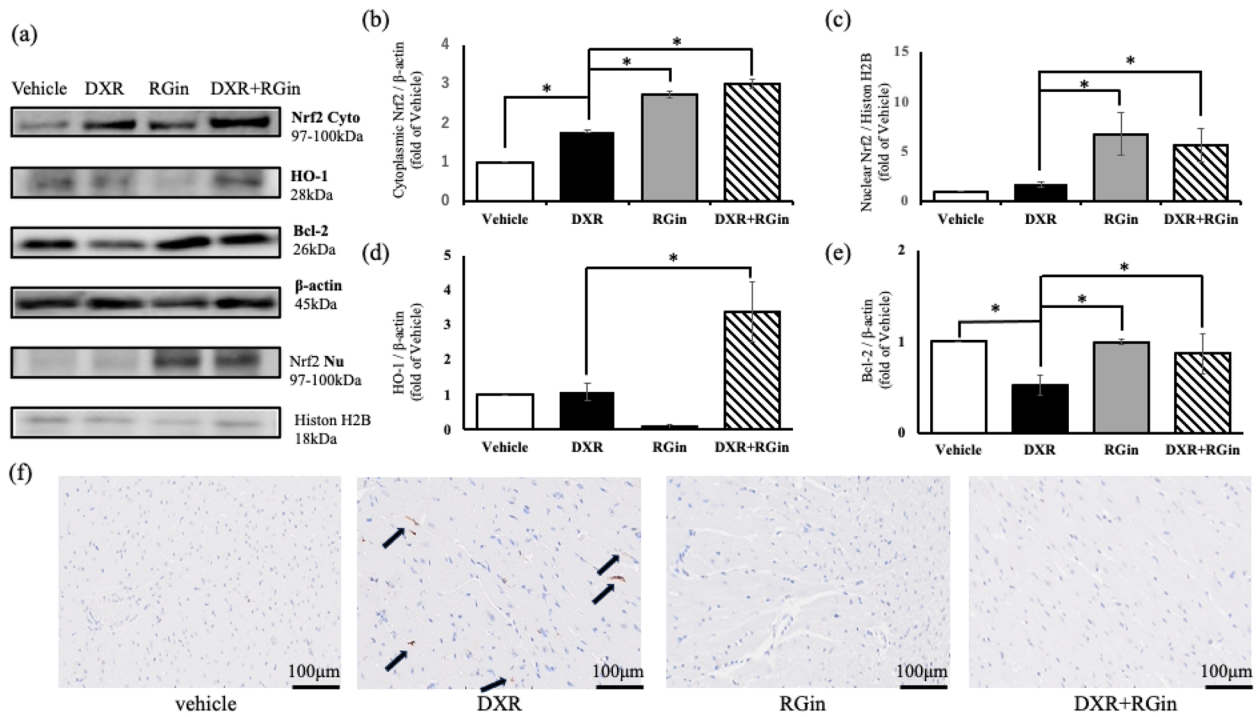 (a)
Vehicle DXR RGin DXR+RGin
Nrf2 Cyto
97-100kDa
HO-1
28kDa
Bcl-2
26kDa
β-actin
45kDa
Nrf2 Nu
97-100kDa
Histon H2B
18kDa
(b)
Cytoplasmic Nrf2 / β-actin
(fold of Vehicle)
4
3
2
1
0
*
*
*
Vehicle DXR RGin DXR+RGin
(c)
Nuclear Nrf2 / Histon H2B
(fold of Vehicle)
15
10
5
0
*
*
Vehicle DXR RGin DXR+RGin
(d)
HO-1 / β-actin
(fold of Vehicle)
5
4
3
2
1
0
*
Vehicle DXR RGin DXR+RGin
(e)
Bcl-2 / β-actin
(fold of Vehicle)
2
1
0
*
*
*
Vehicle DXR RGin DXR+RGin
(f)
100μm 100μm 100μm 100μm
vehicle DXR RGin DXR+RGin